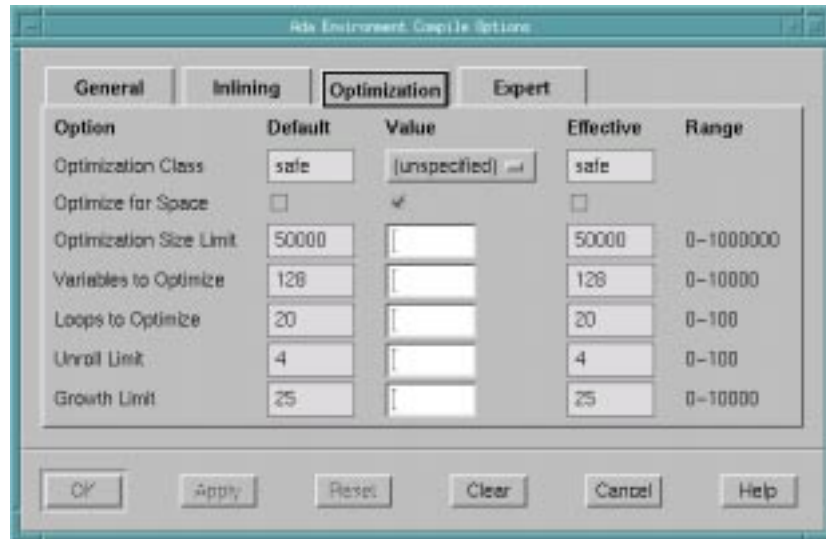 Ada Environment Compile Options
General Inlining Optimization Expert
Option Default Value Effective Range
Optimization Class safe (unspecified) safe
Optimize for Space
Optimization Size Limit 50000 50000 0-1000000
Variables to Optimize 128 128 0-10000
Loops to Optimize 20 20 0-100
Unroll Limit 4 4 0-100
Growth Limit 25 25 0-10000
OK Apply Reset Clear Cancel Help